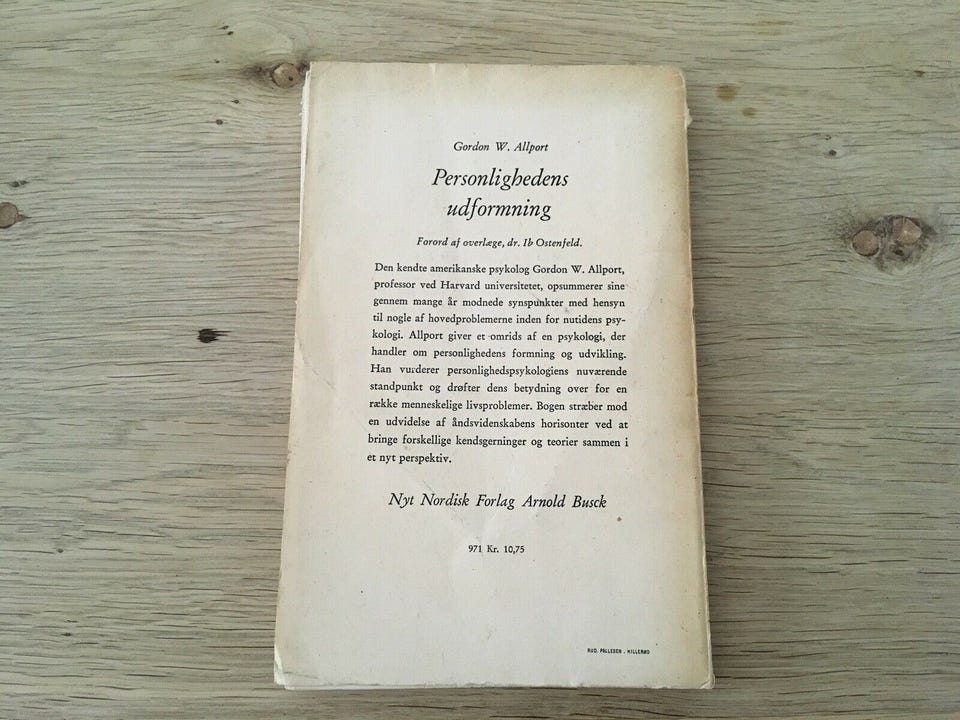 Gordon W. Allport
Personlighedens
udformning
Forord af overlæge, dr. Ib Ostenfeld.
Den kendte amerikanske psykolog Gordon W. Allport,
professor ved Harvard universitetet, opsummerer sine
gennem mange år modnede synspunkter med hensyn
til nogle af hovedproblemerne inden for nutidens psy-
kologi. Allport giver et omrids af en psykologi, der
handler om personlighedens formning og udvikling.
Han vurderer personlighedspsykologiens nuværende
standpunkt og drøfter dens betydning over for en
række menneskelige livsproblemer. Bogen stræber mod
en udvidelse af åndsvidenskabens horisonter ved at
bringe forskellige kendsgerninger og teorier sammen i
et nyt perspektiv.
Nyt Nordisk Forlag Arnold Busck
971 Kr. 10,75
RUD. PALLESEN . HILLERØD